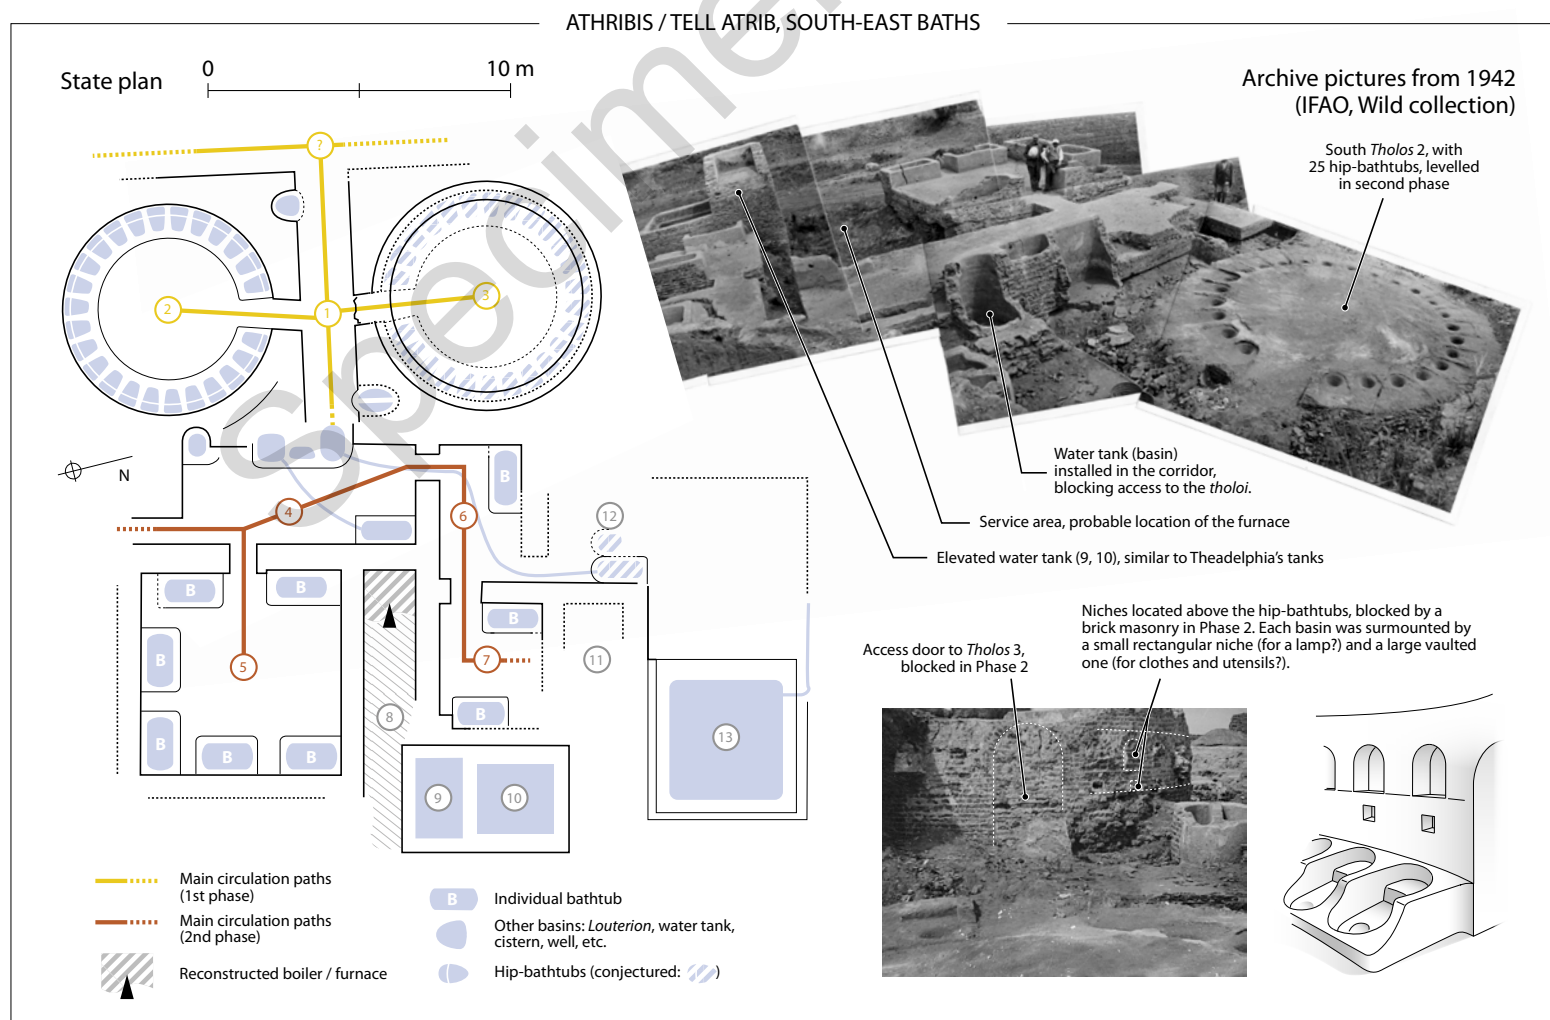 ATHRIBIS / TELL ATRIB, SOUTH-EAST BATHS
State plan
0
10 m
Archive pictures from 1942
(IFAO, Wild collection)
South Tholos 2, with
25 hip-bathtubs, levelled
in second phase
?
2
1
3
N
4
B
6
12
B
B
B
B
5
7
11
B
8
B
B
B
B
13
9
10
Water tank (basin)
installed in the corridor,
blocking access to the tholoi.
Service area, probable location of the furnace
Elevated water tank (9, 10), similar to Theadelphia’s tanks
Niches located above the hip-bathtubs, blocked by a
brick masonry in Phase 2. Each basin was surmounted by
a small rectangular niche (for a lamp?) and a large vaulted
one (for clothes and utensils?).
Access door to Tholos 3,
blocked in Phase 2
Main circulation paths
(1st phase)
Main circulation paths
(2nd phase)
Reconstructed boiler / furnace
B
Individual bathtub
Other basins: Louterion, water tank,
cistern, well, etc.
Hip-bathtubs (conjectured: )
Specime